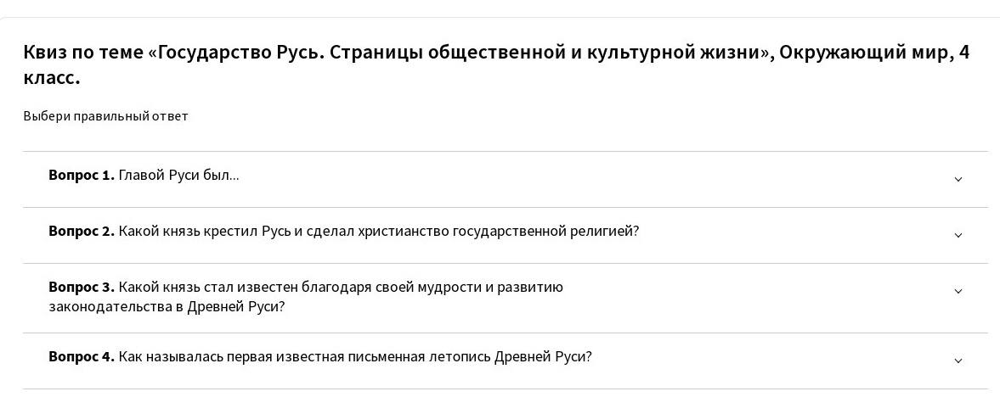 Квиз по теме «Государство Русь. Страницы общественной и культурной жизни», Окружающий мир, 4
класс.
Выбери правильный ответ
Вопрос 1. Главой Руси был...
Вопрос 2. Какой князь крестил Русь и сделал христианство государственной религией?
Вопрос 3. Какой князь стал известен благодаря своей мудрости и развитию
законодательства в Древней Руси?
Вопрос 4. Как называлась первая известная письменная летопись Древней Руси?